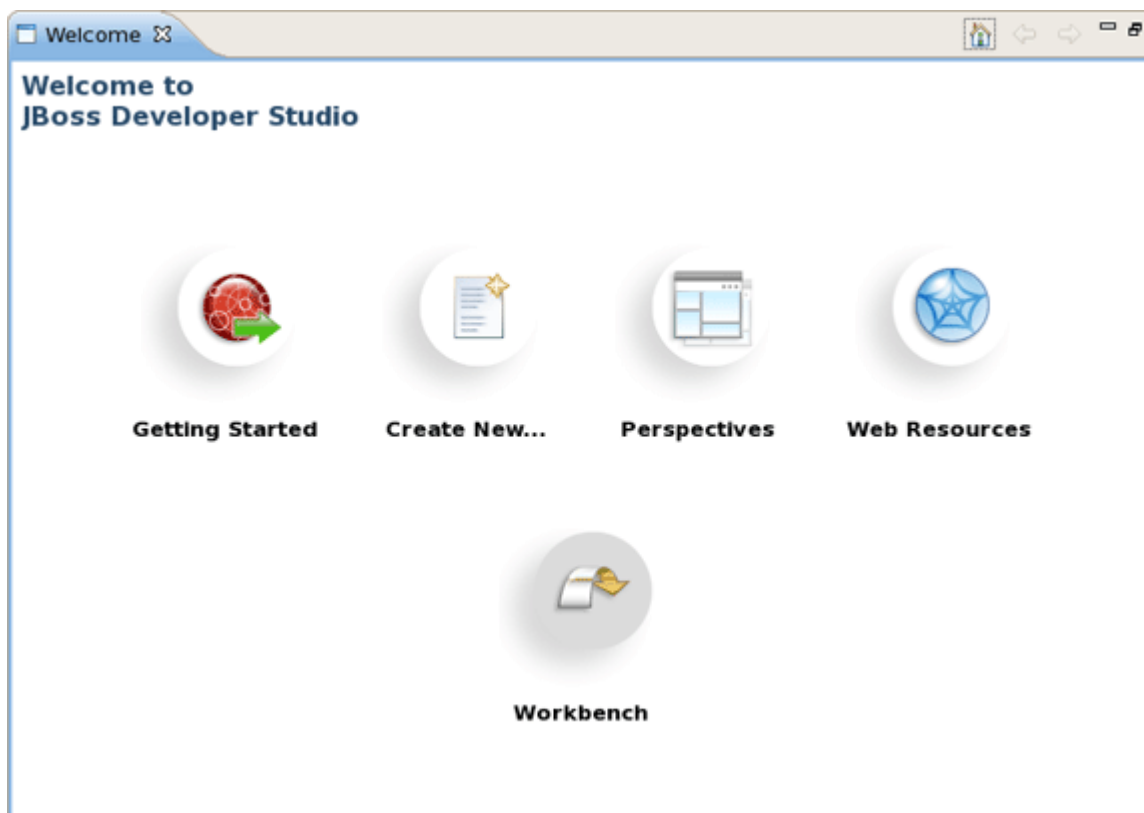 Welcome
Welcome to
JBoss Developer Studio
Getting Started
Create New...
Perspectives
Web Resources
Workbench